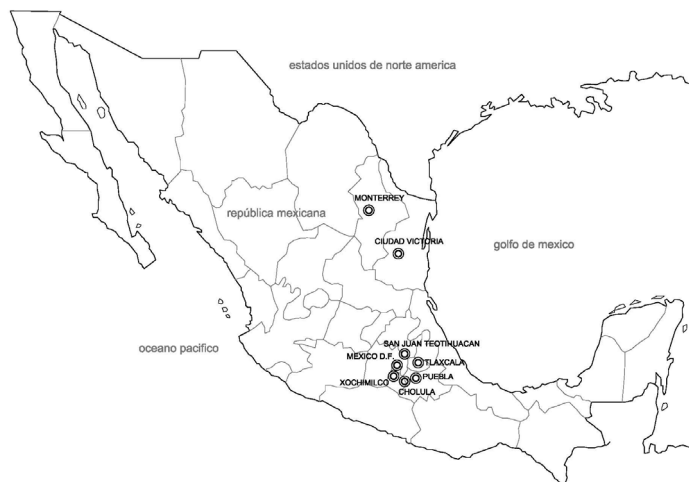 estados unidos de norte america
MONTERREY
república mexicana
CIUDAD VICTORIA
golfo de mexico
SAN JUAN TEOTIHUACAN
oceano pacifico
MEXICO D.F.
TLAXCALA
XOCHIMILCO
PUEBLA
CHOLULA